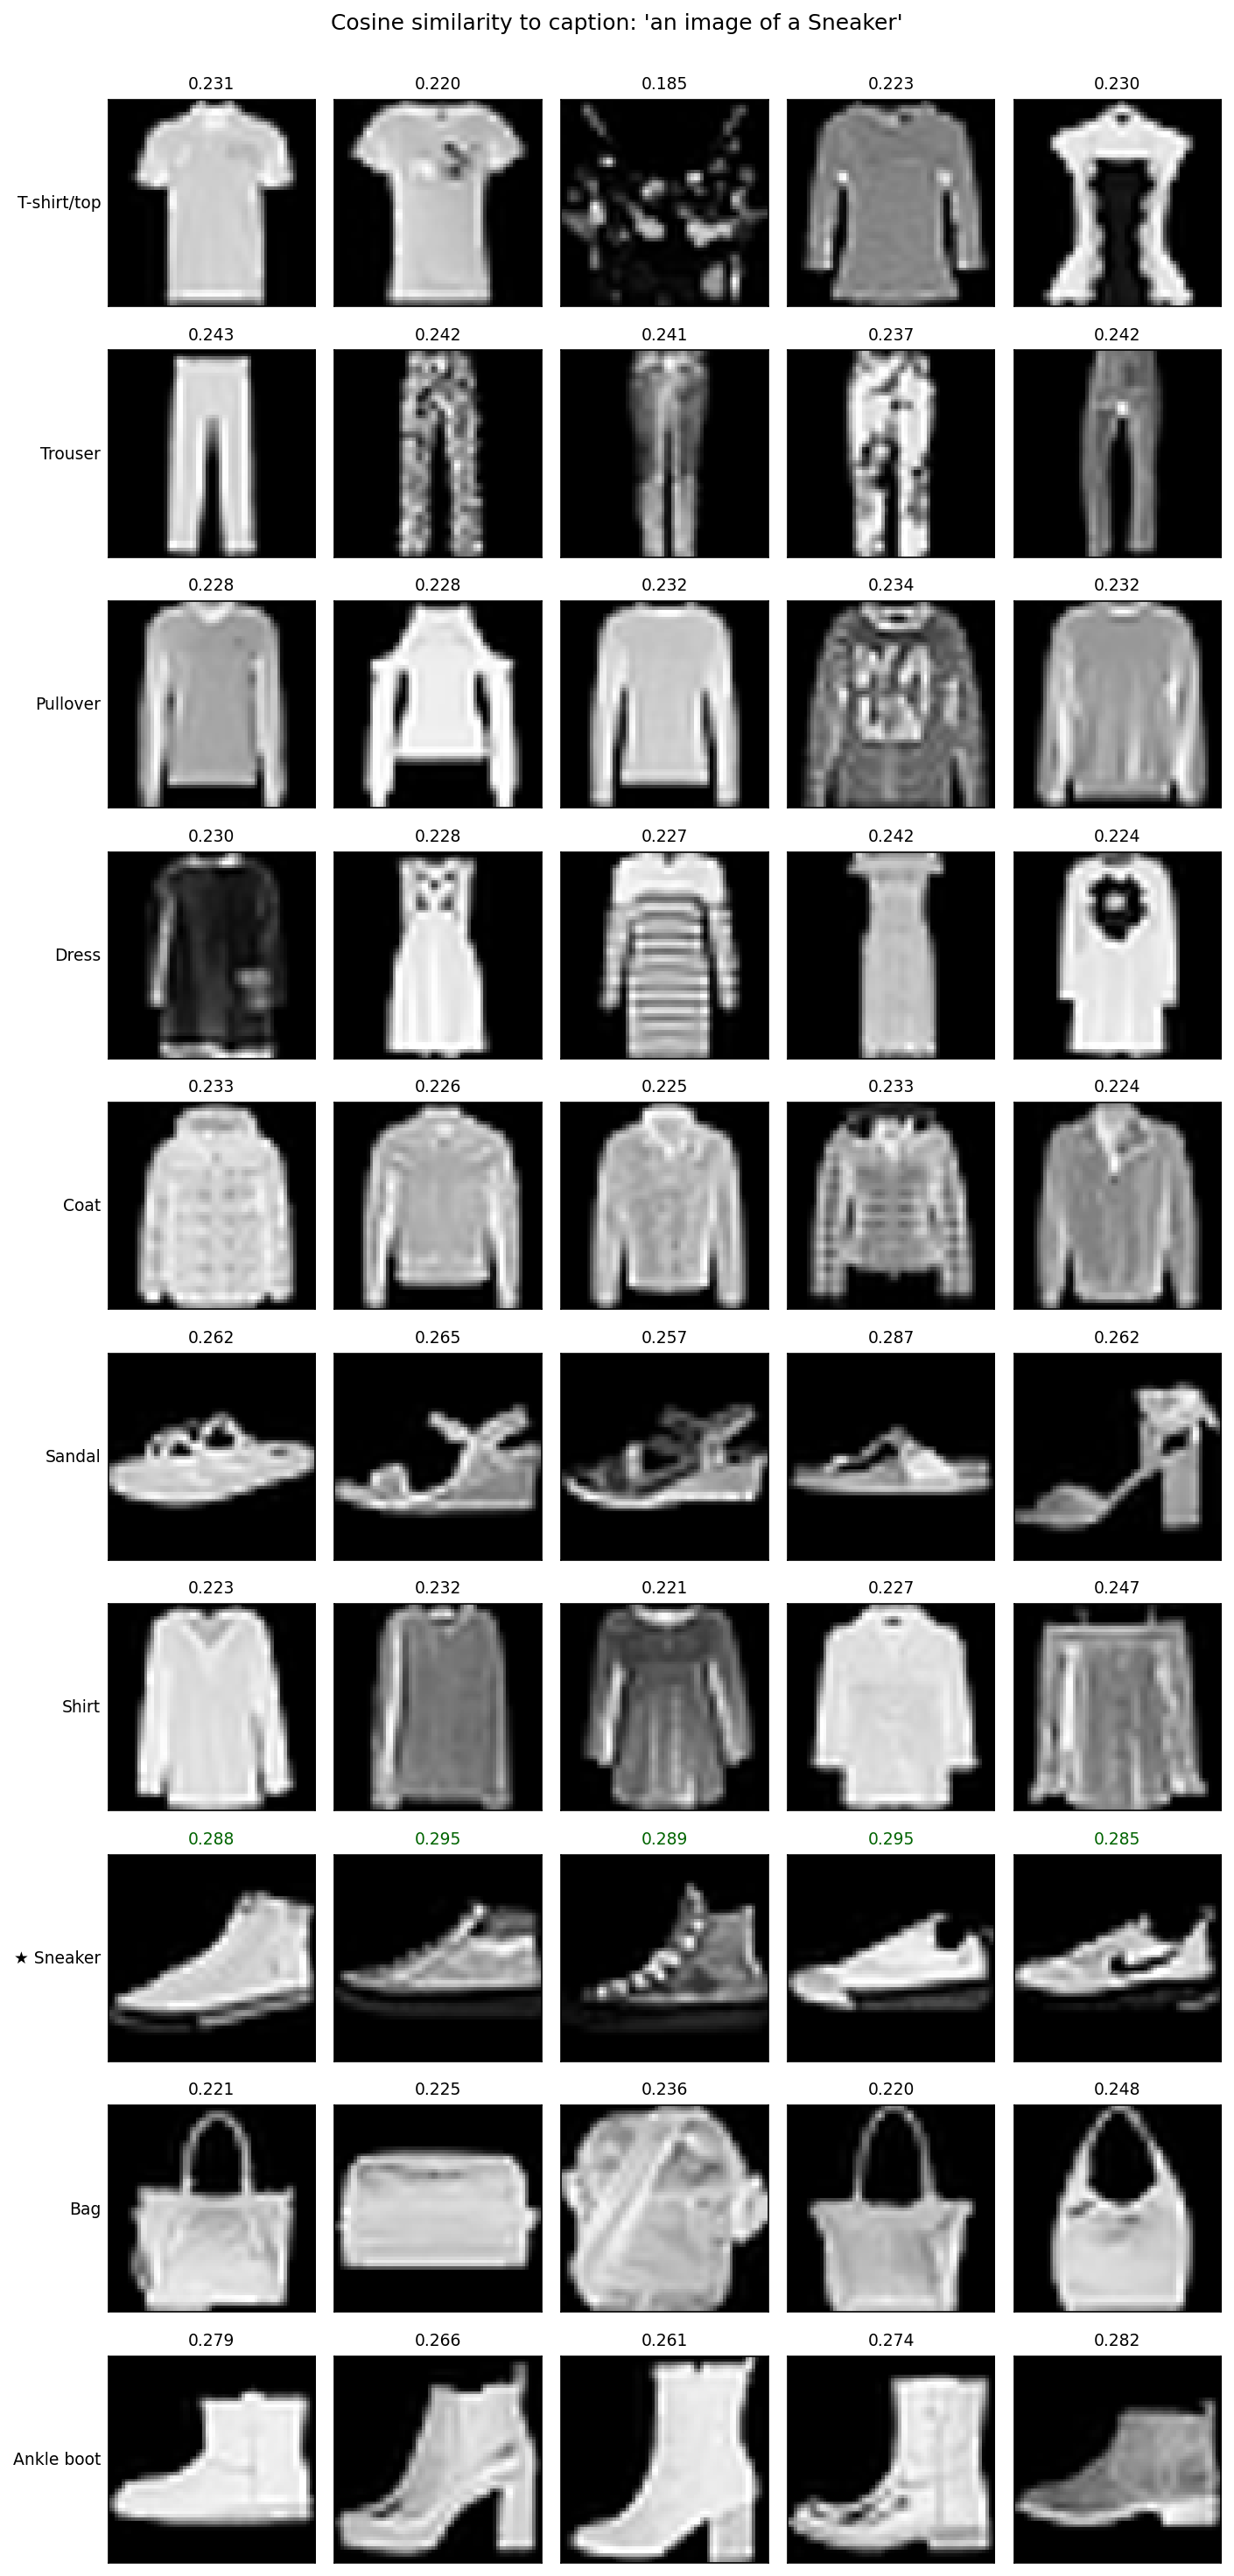 Cosine similarity to caption: 'an image of a Sneaker'
0.231 0.220 0.185 0.223 0.230
T-shirt/top
0.243 0.242 0.241 0.237 0.242
Trouser
0.228 0.228 0.232 0.234 0.232
Pullover
0.230 0.228 0.227 0.242 0.224
Dress
0.233 0.226 0.225 0.233 0.224
Coat
0.262 0.265 0.257 0.287 0.262
Sandal
0.223 0.232 0.221 0.227 0.247
Shirt
0.288 0.295 0.289 0.295 0.285
★ Sneaker
0.221 0.225 0.236 0.220 0.248
Bag
0.279 0.266 0.261 0.274 0.282
Ankle boot